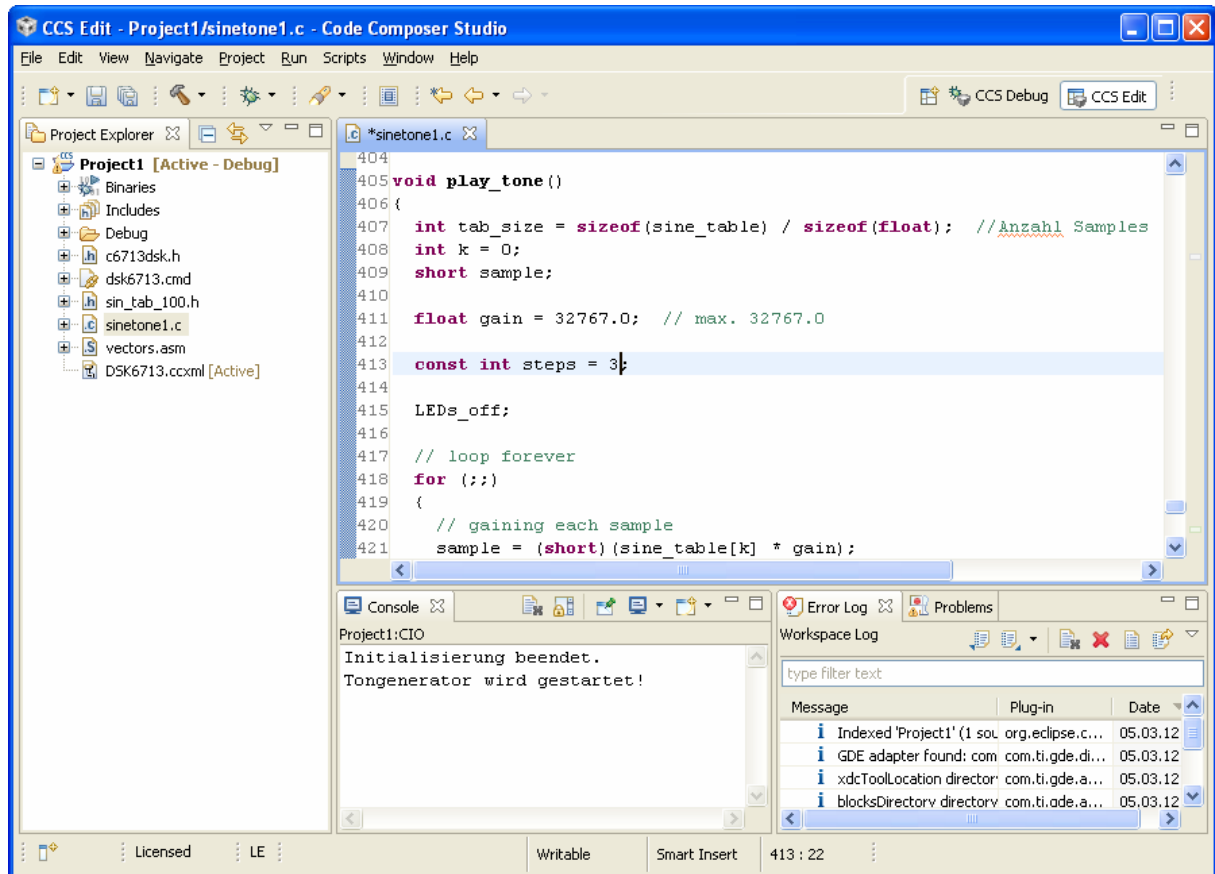 CCS Edit - Project1/sinetone1.c - Code Composer Studio
File Edit View Navigate Project Run Scripts Window Help
CCS Debug CCS Edit
Project Explorer
Project1 [Active - Debug]
Binaries
Includes
Debug
c6713dsk.h
dsk6713.cmd
sin_tab_100.h
sinetone1.c
vectors.asm
DSK6713.ccxml [Active]
*sinetone1.c
404
405 void play_tone()
406 {
407 int tab_size = sizeof(sine_table) / sizeof(float); //Anzahl Samples
408 int k = 0;
409 short sample;
410
411 float gain = 32767.0; // max. 32767.0
412
413 const int steps = 3;
414
415 LEDs_off;
416
417 // loop forever
418 for (;;)
419 {
420 // gaining each sample
421 sample = (short)(sine_table[k] * gain);
Console
Project1:CIO
Initialisierung beendet.
Tongenerator wird gestartet!
Error Log Problems
Workspace Log
type filter text
Message Plug-in Date
Indexed 'Project1' (1 sou org.eclipse.c... 05.03.12
GDE adapter found: com com.ti.gde.di... 05.03.12
xdcToolLocation director com.ti.gde.a... 05.03.12
blocksDirectory directory com.ti.gde.a... 05.03.12
Licensed LE Writable Smart Insert 413 : 22